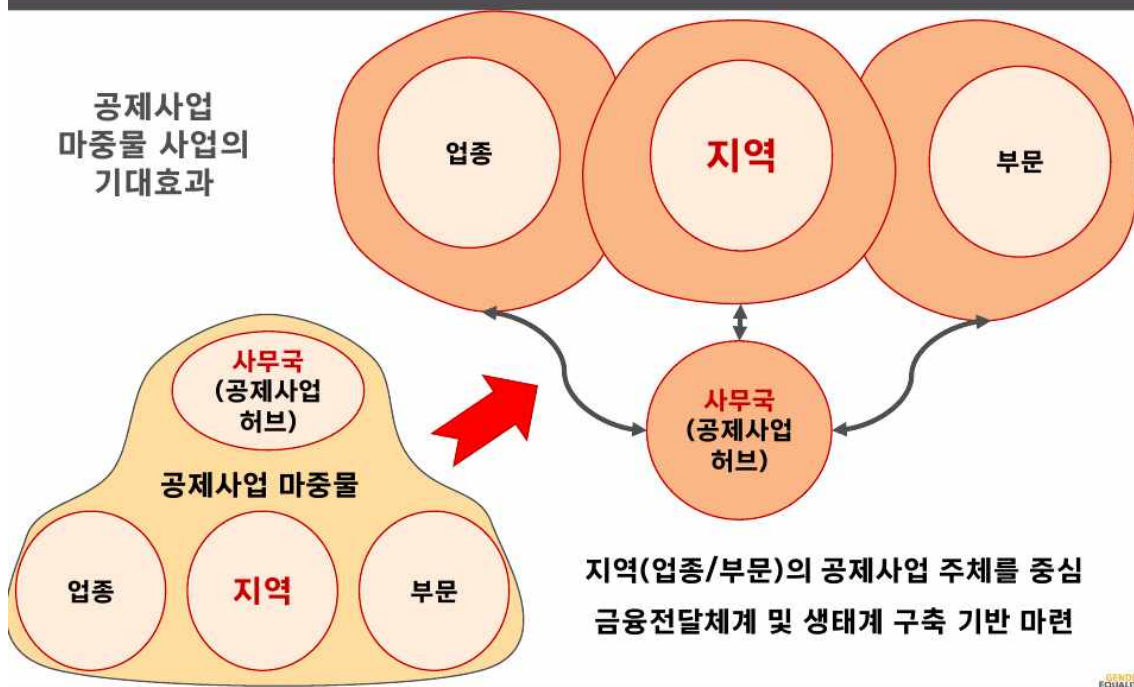 공제사업
마중물 사업의
기대효과
업종
지역
부문
사무국
(공제사업
허브)
사무국
(공제사업
허브)
공제사업 마중물
업종
지역
부문
지역(업종/부문)의 공제사업 주체를 중심
금융전달체계 및 생태계 구축 기반 마련